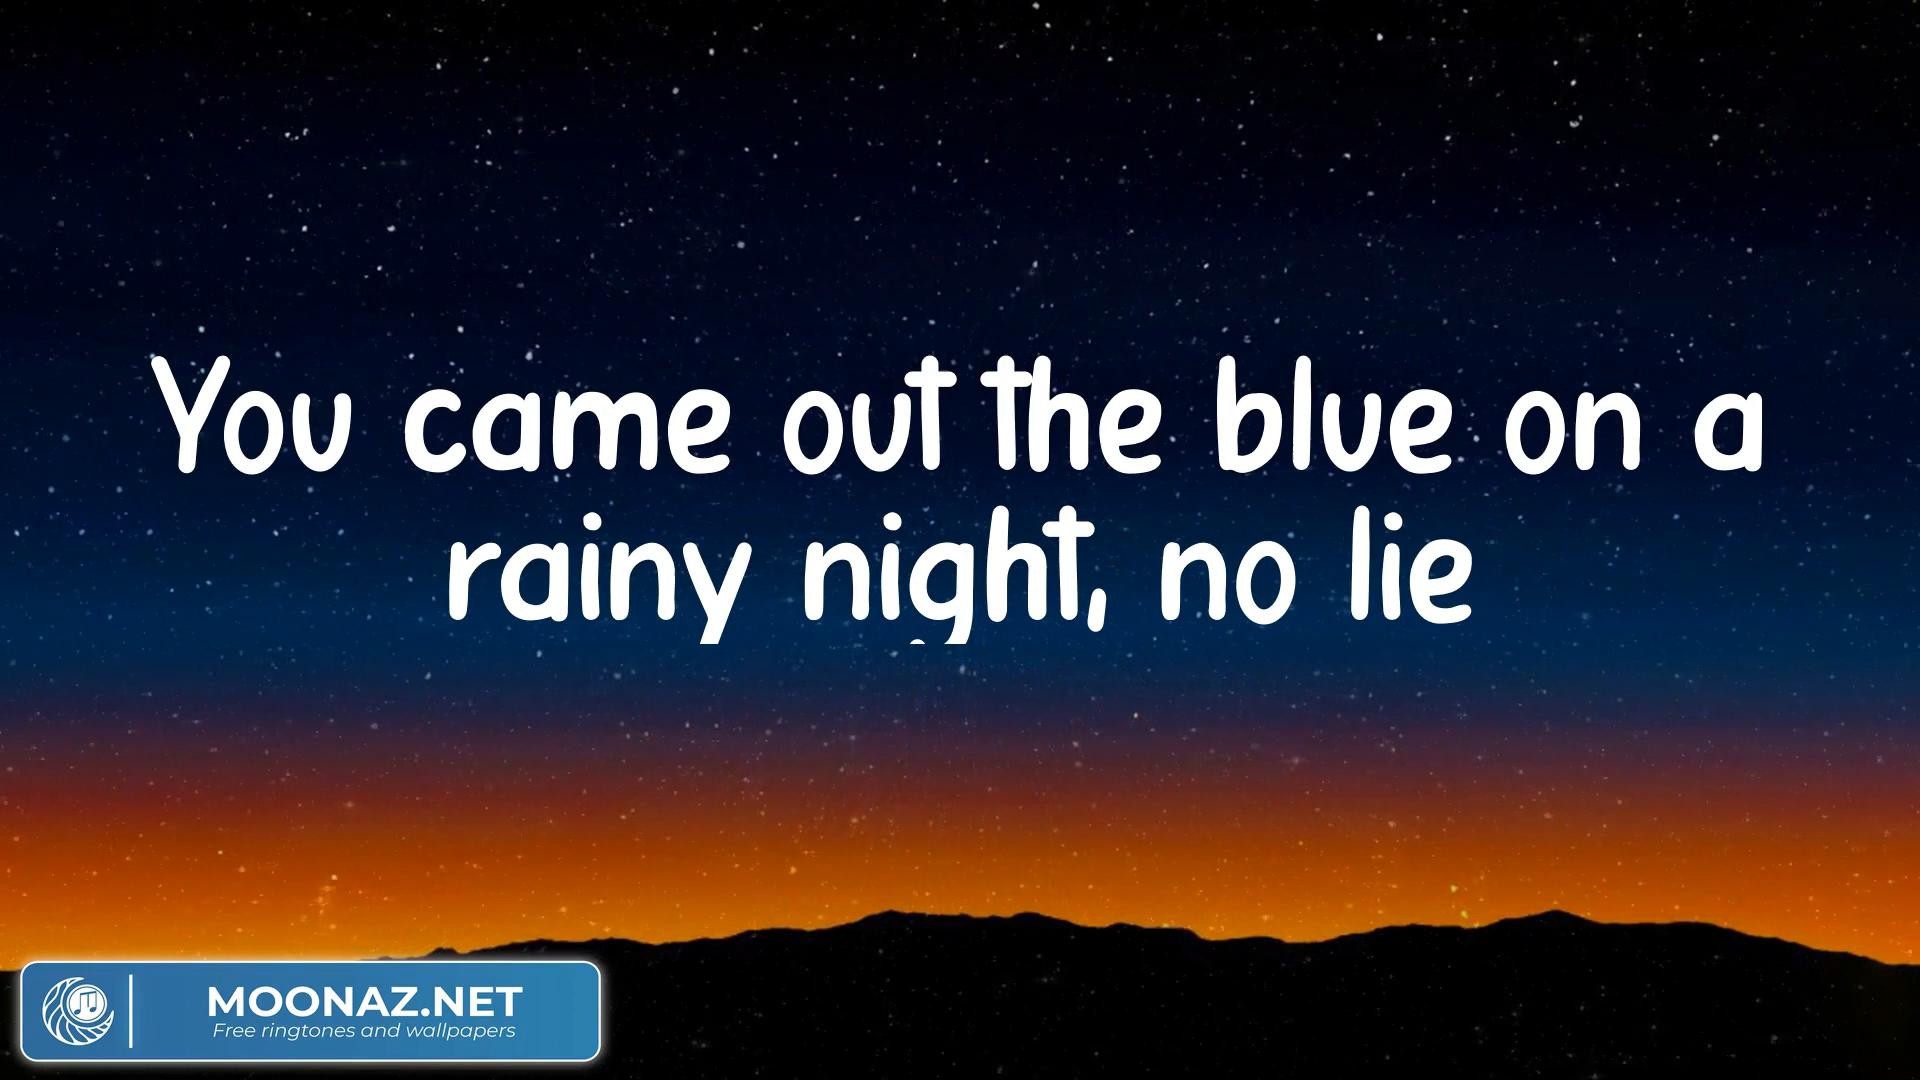 You came out the blue on a
rainy night, no lie
MOONAZ.NET
Free ringtones and wallpapers